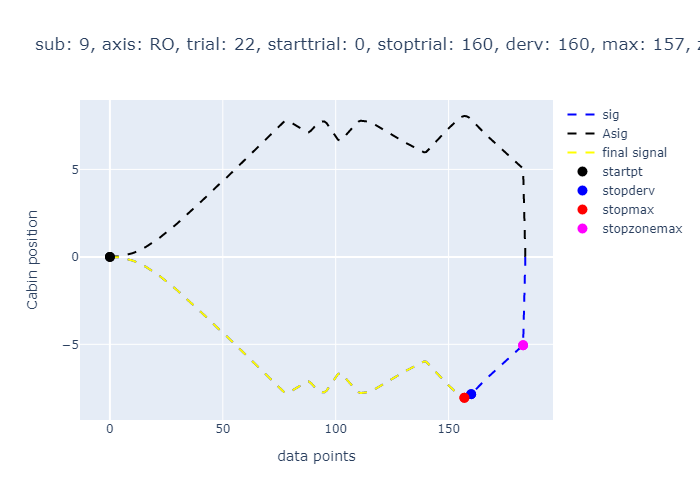 sub: 9, axis: RO, trial: 22, starttrial: 0, stoptrial: 160, derv: 160, max: 157,
sig
Asig
final signal
startpt
stopderv
stopmax
stopzonemax
5
0
−5
Cabin position
0
50
100
150
data points